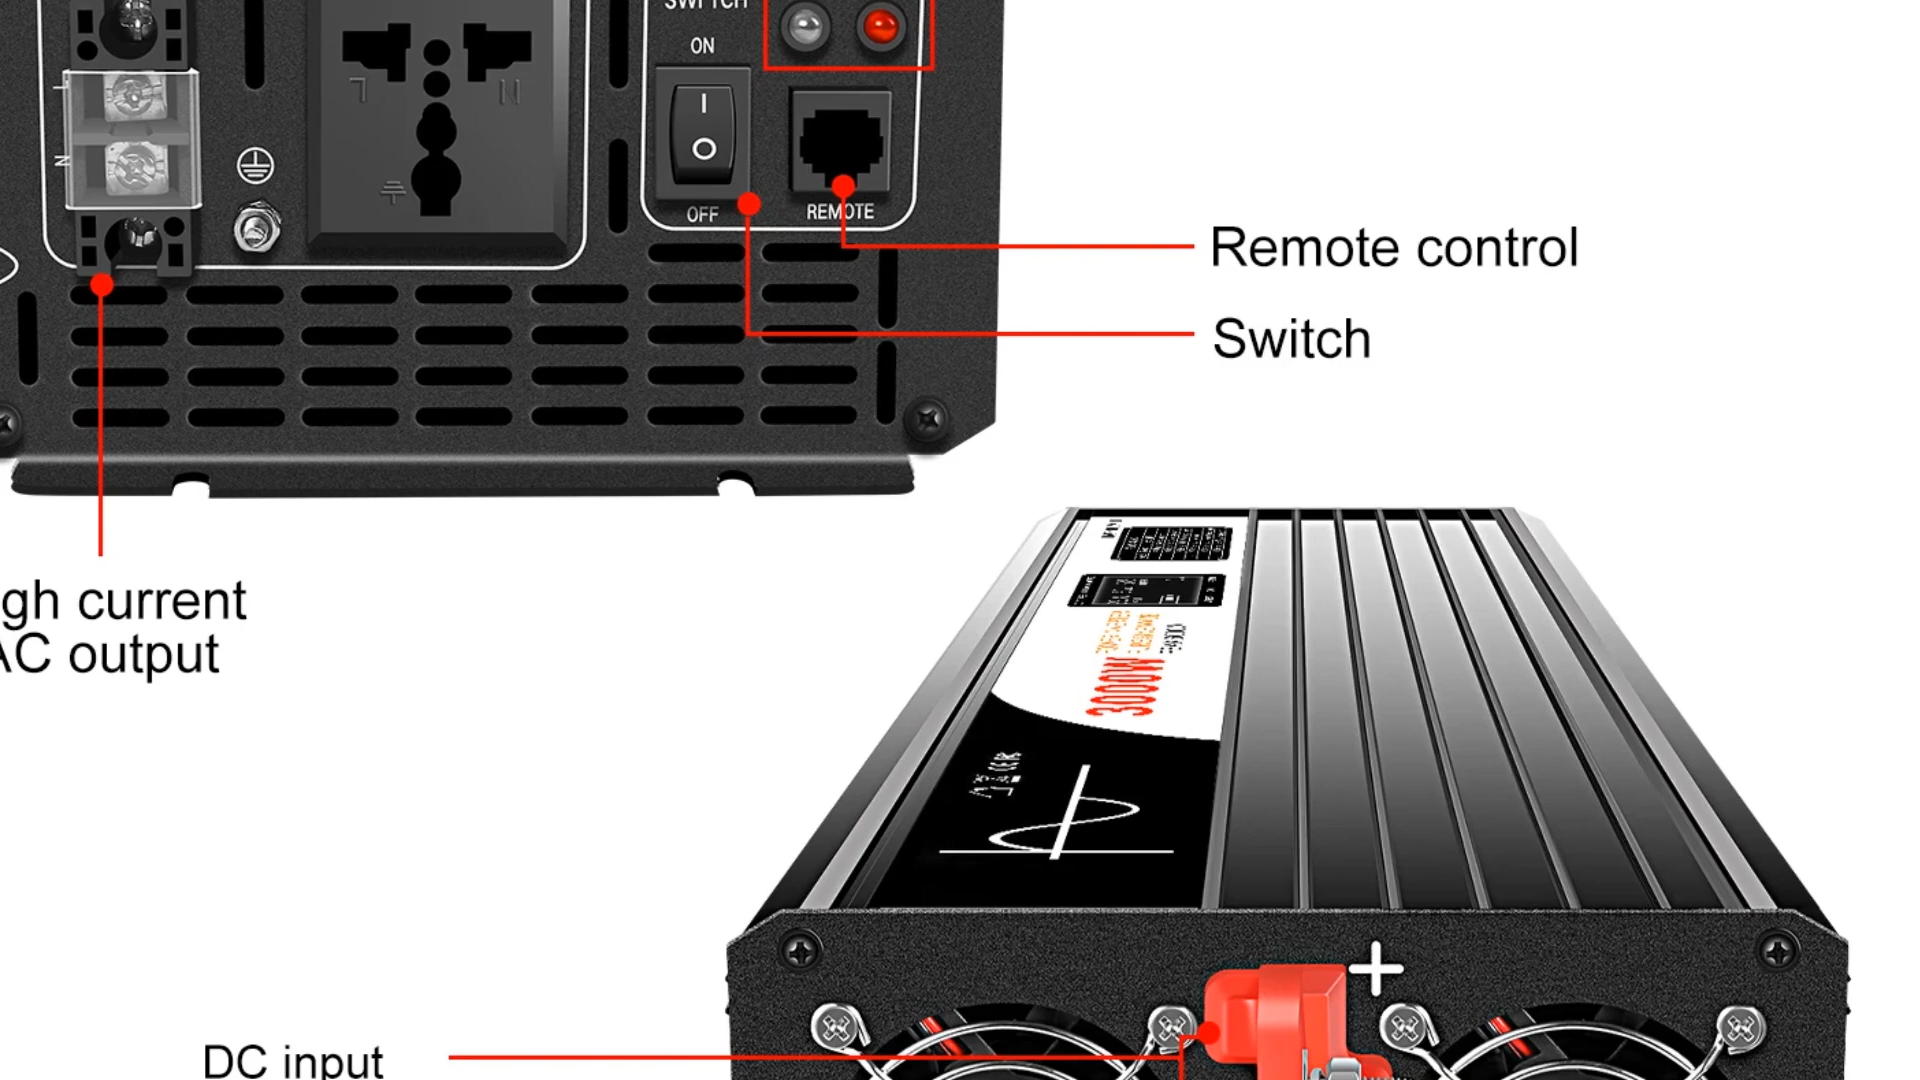 SWITCH
ON
L
N
L
N
OFF
REMOTE
Remote control
Switch
gh current
AC output
3000W
DC input